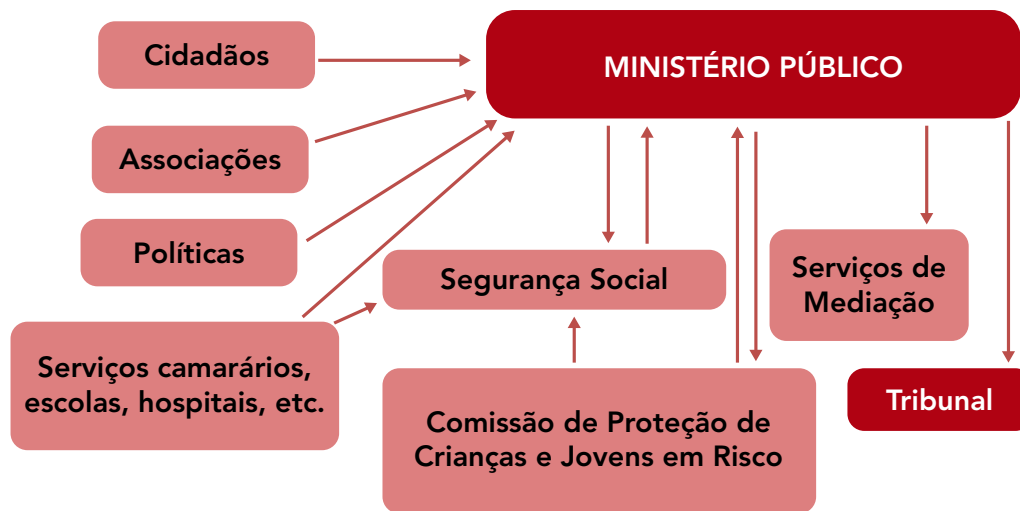 Cidadãos
MINISTÉRIO PÚBLICO
Associações
Políticas
Segurança Social
Serviços de
Mediação
Serviços camarários,
escolas, hospitais, etc.
Comissão de Proteção de
Crianças e Jovens em Risco
Tribunal